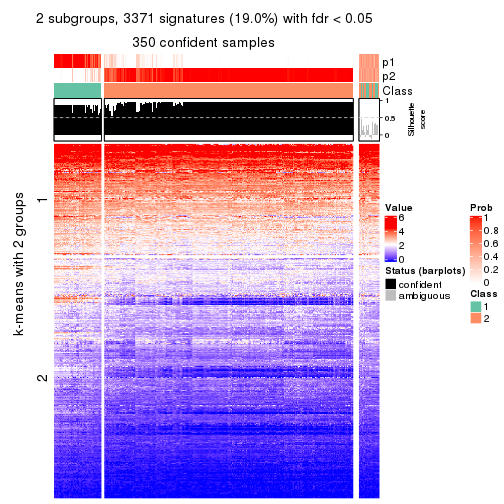 2 subgroups, 3371 signatures (19.0%) with fdr < 0.05
350 confident samples
p1
p2
Class
1
0.5
0
Silhouette
score
k-means with 2 groups
1
2
Value
6
4
2
0
Status (barplots)
confident
ambiguous
Prob
1
0.8
0.6
0.4
0.2
0
Class
1
2